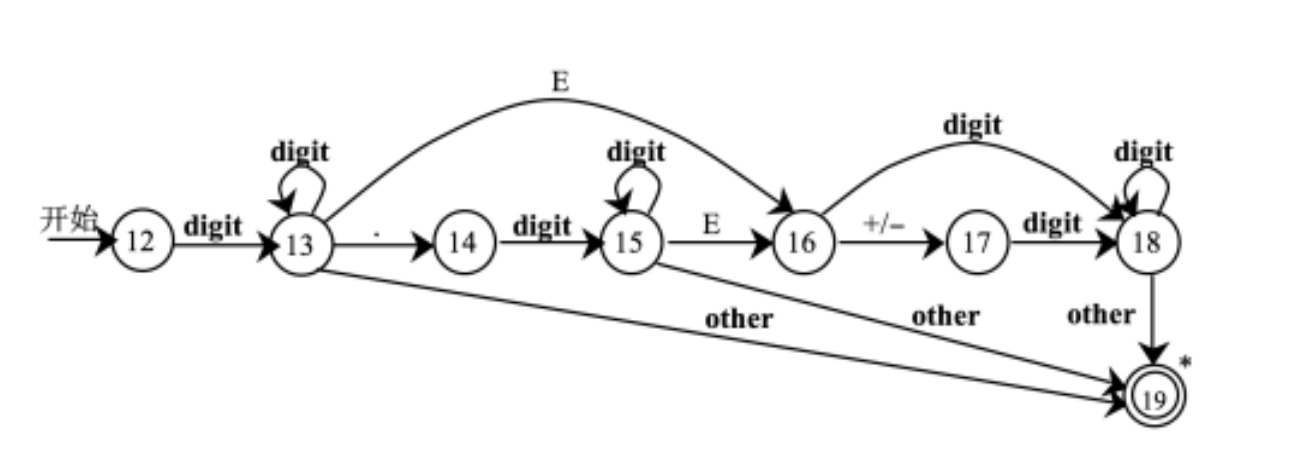 E
digit
digit digit digit
开始 12 digit 13 . 14 digit 15 E 16 +/− 17 digit 18
other other other
19 *